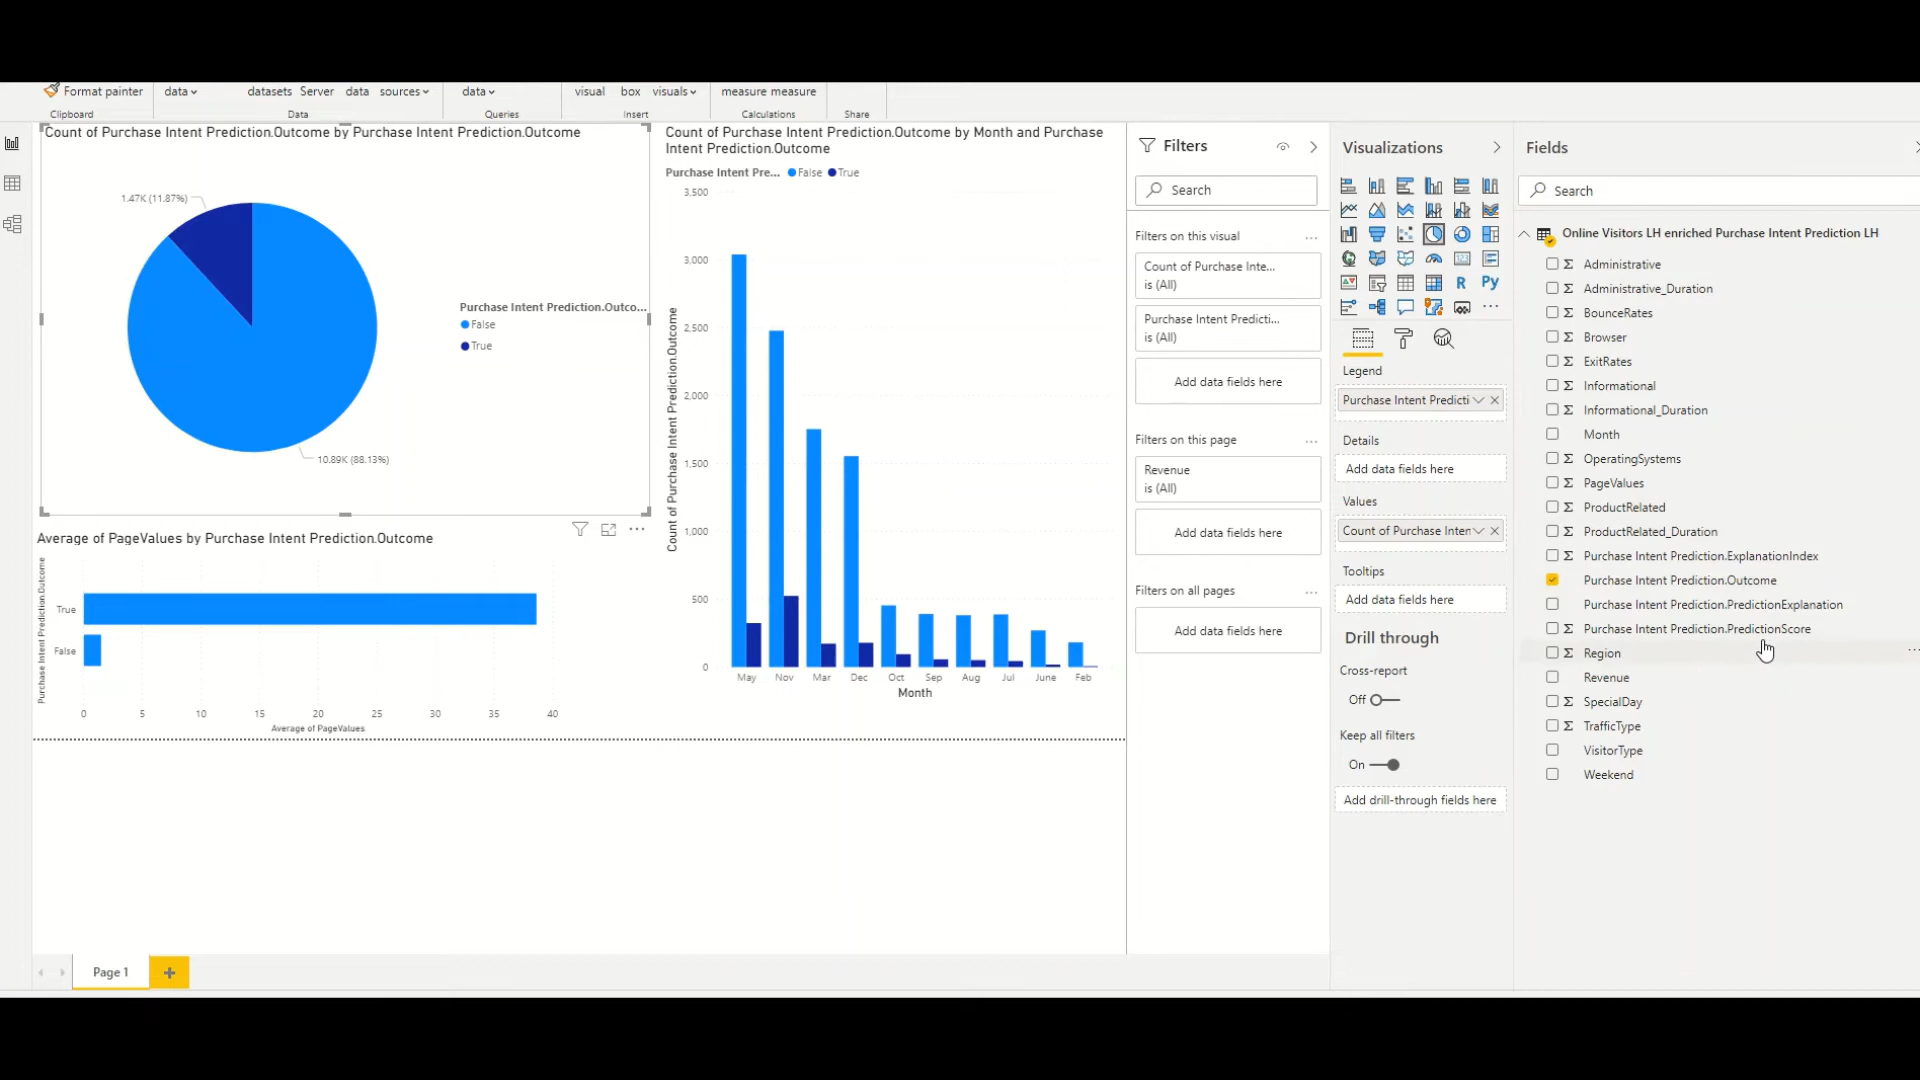 Format painter
data
datasets Server data sources
data
visual box visuals
measure measure
Clipboard
Data
Queries
Insert
Calculations
Share
Count of Purchase Intent Prediction.Outcome by Purchase Intent Prediction.Outcome
1.47K (11.87%)
10.89K (88.13%)
Purchase Intent Prediction.Outco...
False
True
Average of PageValues by Purchase Intent Prediction.Outcome
Purchase Intent Prediction.Outcome
True
False
0 5 10 15 20 25 30 35 40
Average of PageValues
Count of Purchase Intent Prediction.Outcome by Month and Purchase
Intent Prediction.Outcome
Purchase Intent Pre... False True
Count of Purchase Intent Prediction.Outcome
3,500
3,000
2,500
2,000
1,500
1,000
500
0
May Nov Mar Dec Oct Sep Aug Jul June Feb
Month
Filters
Search
Filters on this visual ...
Count of Purchase Inte...
is (All)
Purchase Intent Predicti...
is (All)
Add data fields here
Filters on this page ...
Revenue
is (All)
Add data fields here
Filters on all pages ...
Add data fields here
Visualizations
R Py
123
...
Legend
Purchase Intent Predicti
Details
Add data fields here
Values
Count of Purchase Inten
Tooltips
Add data fields here
Drill through
Cross-report
Off
Keep all filters
On
Add drill-through fields here
Fields
Search
Online Visitors LH enriched Purchase Intent Prediction LH
Σ Administrative
Σ Administrative_Duration
Σ BounceRates
Σ Browser
Σ ExitRates
Σ Informational
Σ Informational_Duration
Month
Σ OperatingSystems
Σ PageValues
Σ ProductRelated
Σ ProductRelated_Duration
Σ Purchase Intent Prediction.ExplanationIndex
Purchase Intent Prediction.Outcome
Purchase Intent Prediction.PredictionExplanation
Σ Purchase Intent Prediction.PredictionScore
Σ Region
Revenue
Σ SpecialDay
Σ TrafficType
VisitorType
Weekend
Page 1